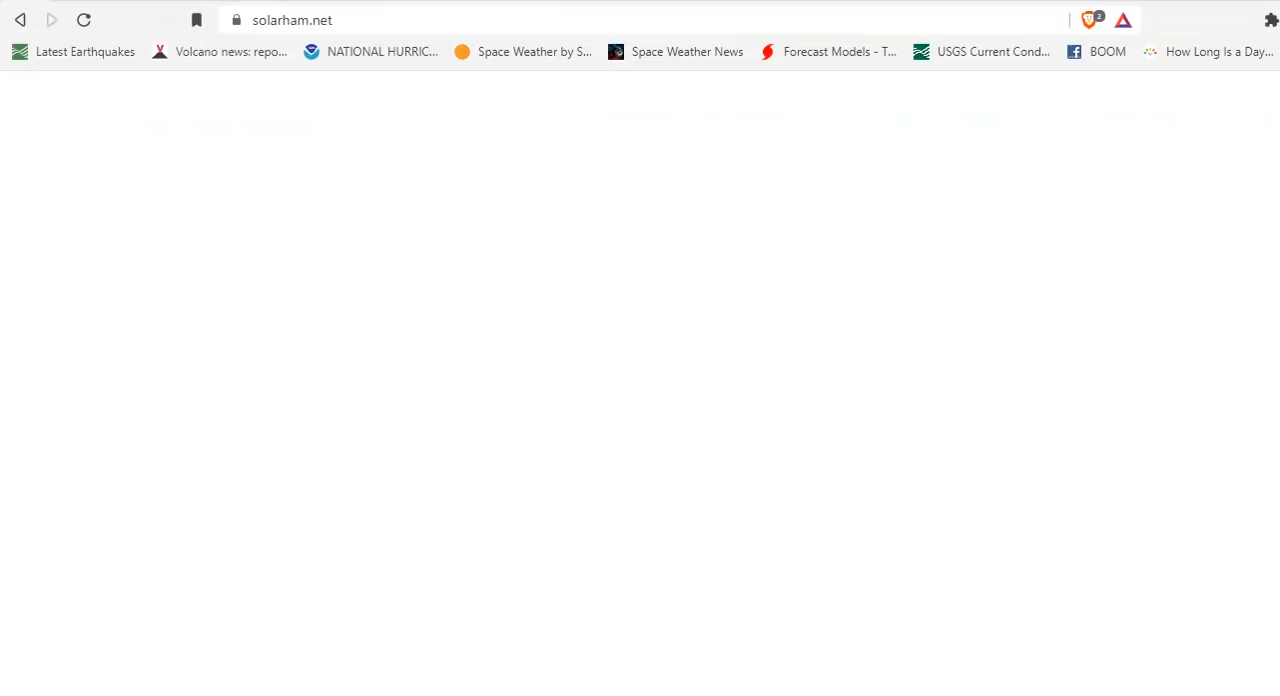 solarham.net
2
Latest Earthquakes Volcano news: repo... NATIONAL HURRIC... Space Weather by S... Space Weather News Forecast Models - T... USGS Current Cond... BOOM How Long Is a Day...